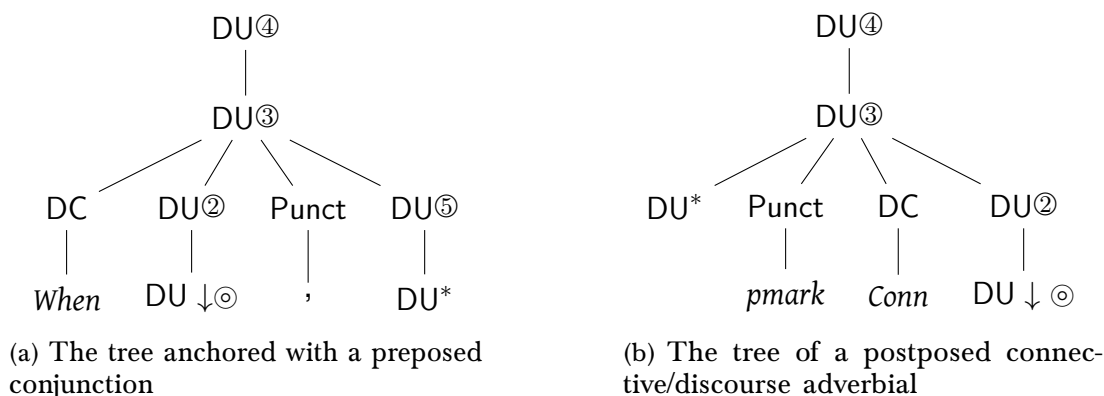 DU④ DU④
DU③ DU③
DC DU② Punct DU⑤ DU* Punct DC DU②
When DU ↓◎ , DU* pmark Conn DU ↓ ◎
(a) The tree anchored with a preposed
conjunction
(b) The tree of a postposed connec-
tive/discourse adverbial